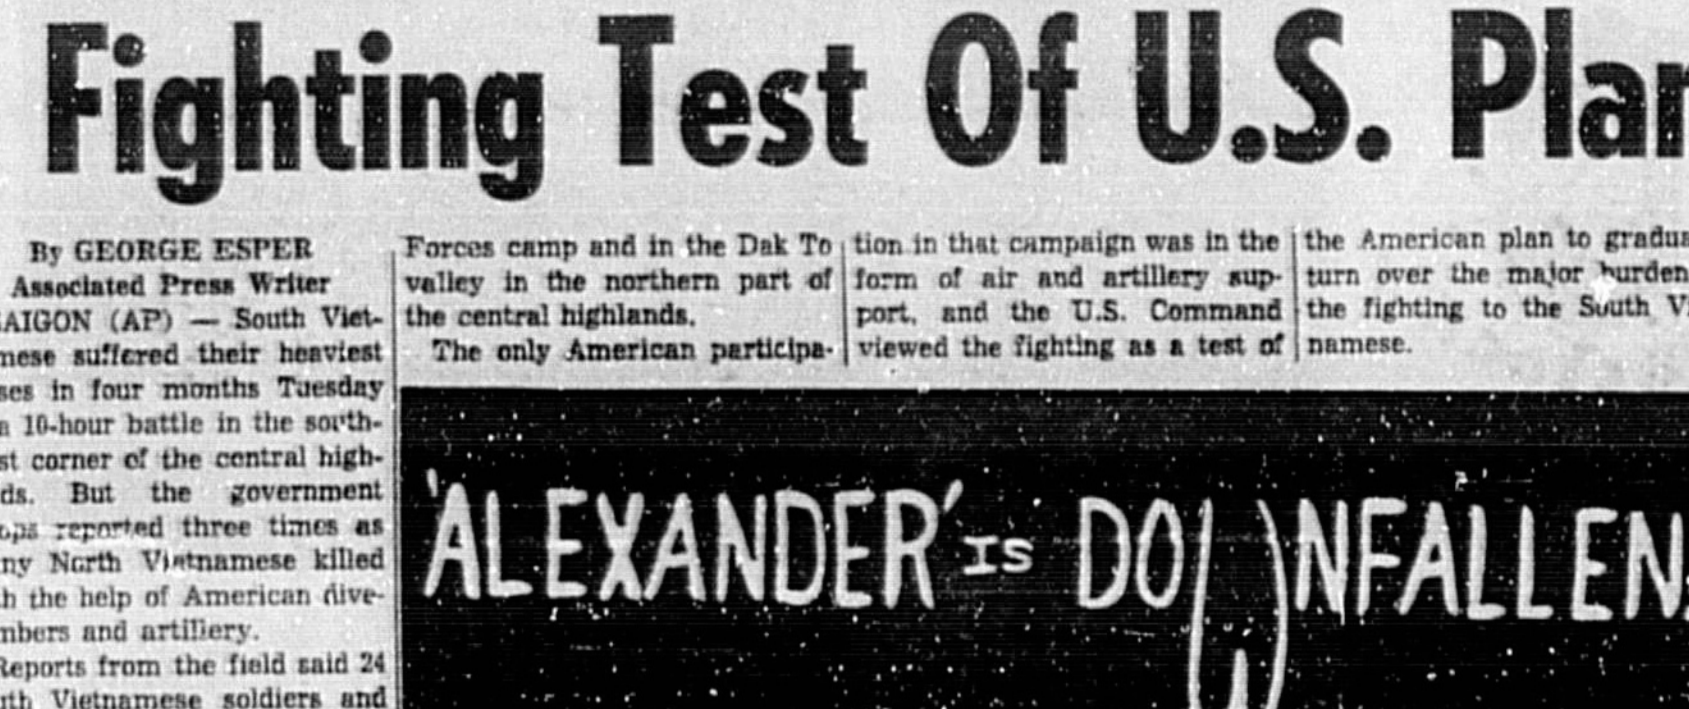 Fighting Test Of U.S. Plan
By GEORGE ESPER
Associated Press Writer
SAIGON (AP) — South Viet-
namese suffered their heaviest
losses in four months Tuesday
a 10-hour battle in the south-
st corner of the central high-
lands. But the government
troops reported three times as
many North Vietnamese killed
with the help of American dive-
bombers and artillery.
Reports from the field said 24
South Vietnamese soldiers and
Forces camp and in the Dak To
valley in the northern part of
the central highlands.
The only American participa-
tion in that campaign was in the
form of air and artillery sup-
port, and the U.S. Command
viewed the fighting as a test of
the American plan to gradua
turn over the major burden
the fighting to the South Vi
namese.
'ALEXANDER' IS DOWNFALLEN